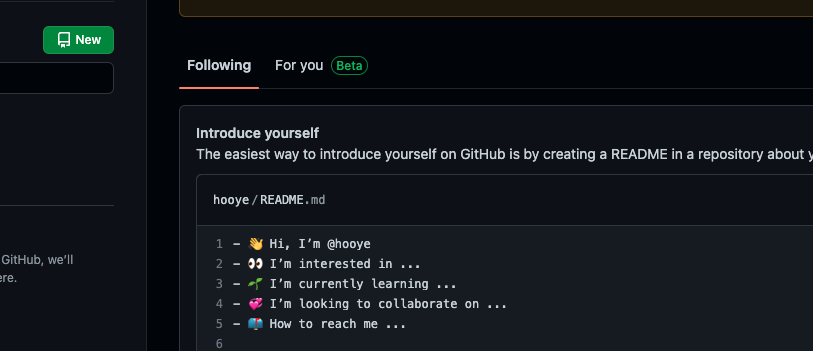 New
Following For you Beta
Introduce yourself
The easiest way to introduce yourself on GitHub is by creating a README in a repository about
hooye/README.md
1 - 👋 Hi, I’m @hooye
2 - 👀 I’m interested in ...
3 - 🌱 I’m currently learning ...
4 - 💞️ I’m looking to collaborate on ...
5 - 📫 How to reach me ...
6
GitHub, we’ll
ere.